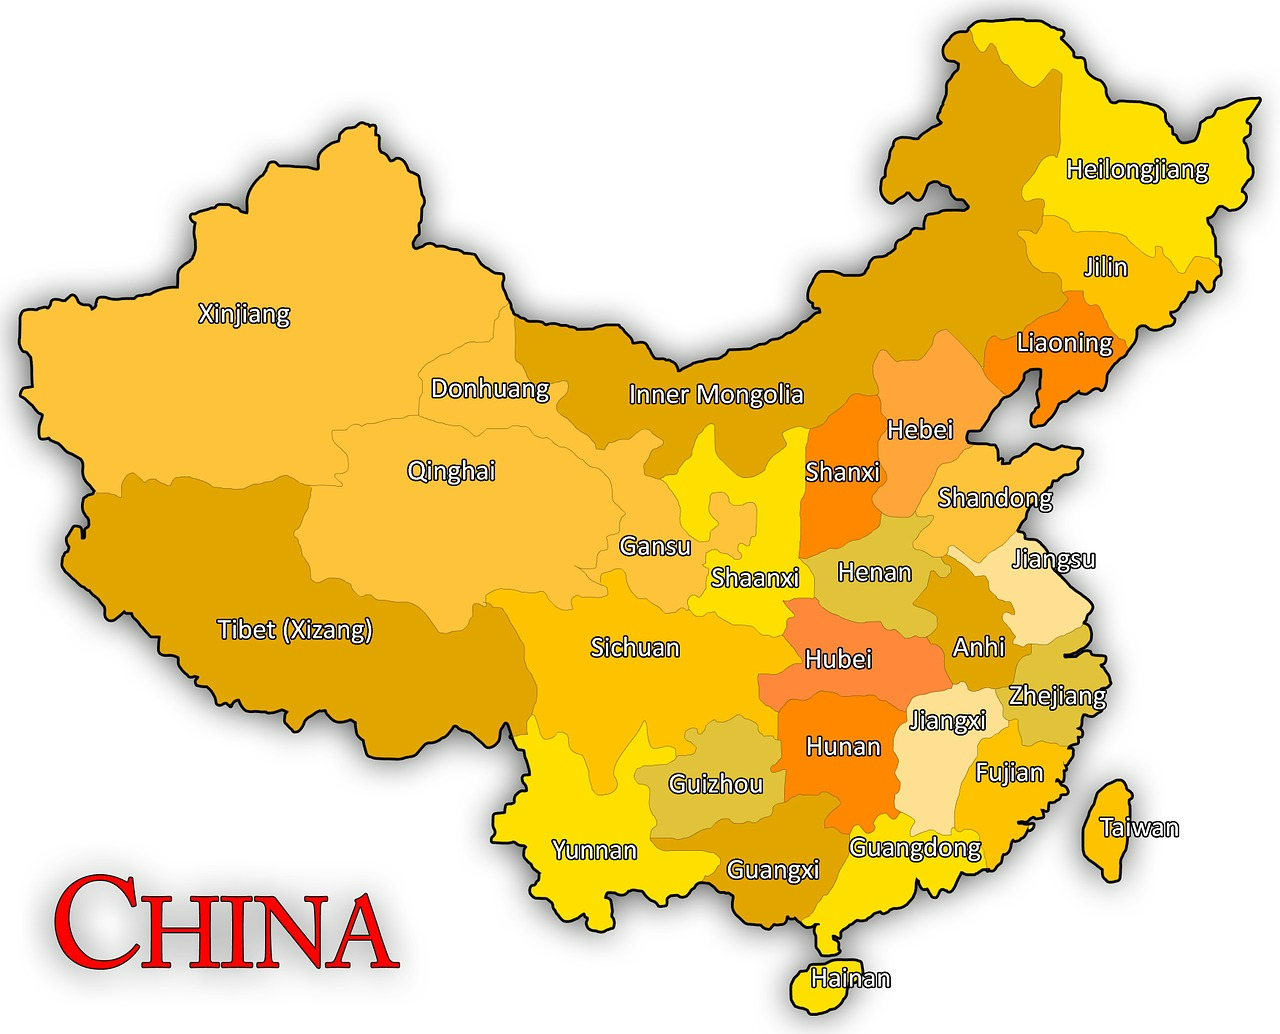 Heilongjiang
Jilin
Xinjiang
Liaoning
Donhuang
Inner Mongolia
Hebei
Qinghai
Shanxi
Shandong
Gansu
Jiangsu
Shaanxi
Henan
Tibet (Xizang)
Sichuan
Anhi
Hubei
Zhejiang
Jiangxi
Hunan
Fujian
Guizhou
Taiwan
Yunnan
Guangdong
Guangxi
CHINA
Hainan